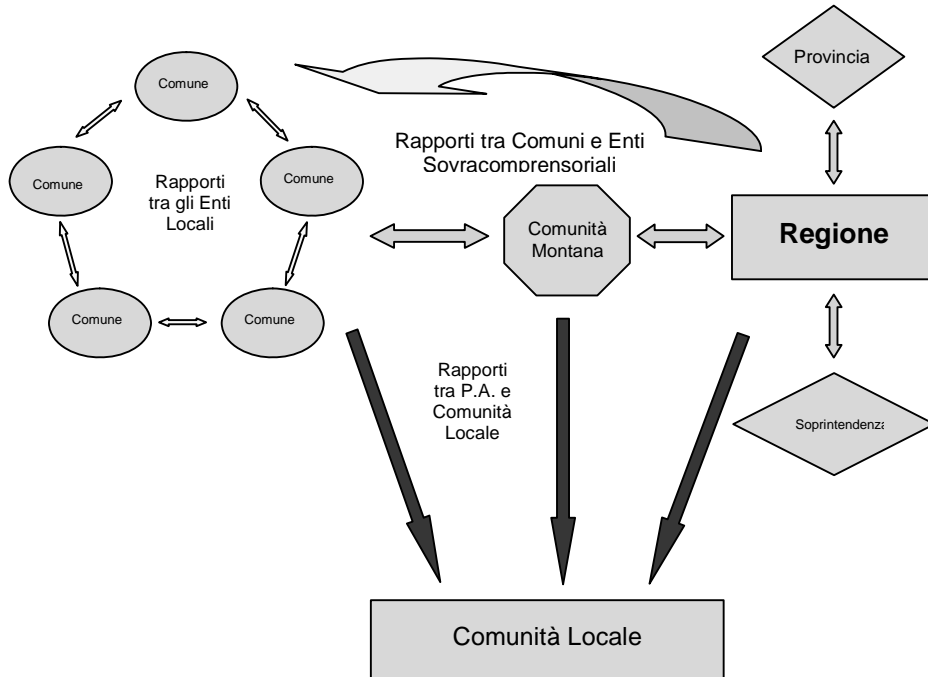 Provincia
Comune
Rapporti tra Comuni e Enti
Sovracomprensoriali
Comune
Rapporti
tra gli Enti
Locali
Comune
Comunità
Montana
Regione
Comune
Comune
Rapporti
tra P.A. e
Comunità
Locale
Soprintendenza
Comunità Locale